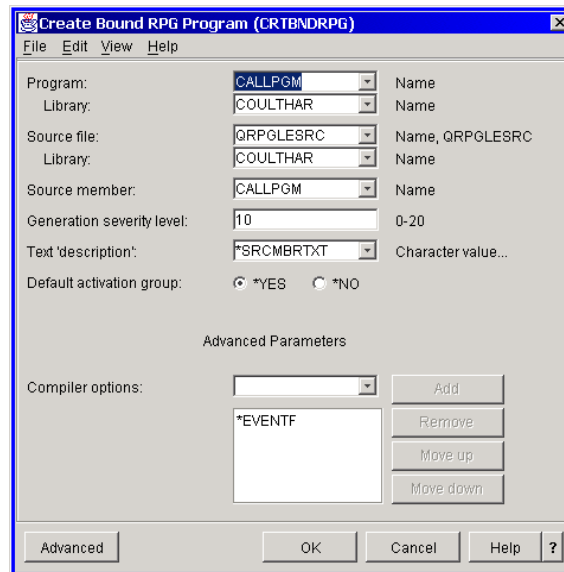 Create Bound RPG Program (CRTBNDRPG)
File Edit View Help
Program: CALLPGM Name
Library: COULTHAR Name
Source file: QRPGLESRC Name, QRPGLESRC
Library: COULTHAR Name
Source member: CALLPGM Name
Generation severity level: 10 0-20
Text 'description': *SRCMBRTXT Character value...
Default activation group: *YES *NO
Advanced Parameters
Compiler options: Add
*EVENTF Remove
Move up
Move down
Advanced OK Cancel Help ?